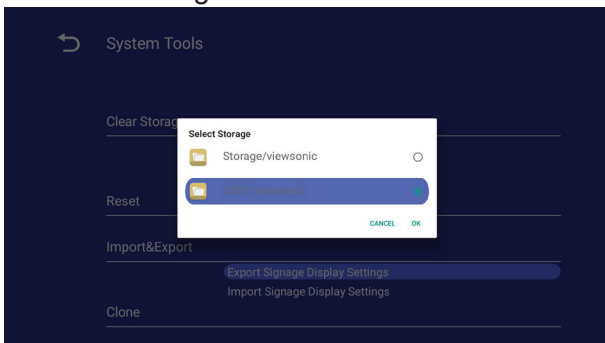 System Tools
Clear Storag
Select Storage
Storage/viewsonic
Reset
CANCEL OK
Import&Export
Export Signage Display Settings
Import Signage Display Settings
Clone